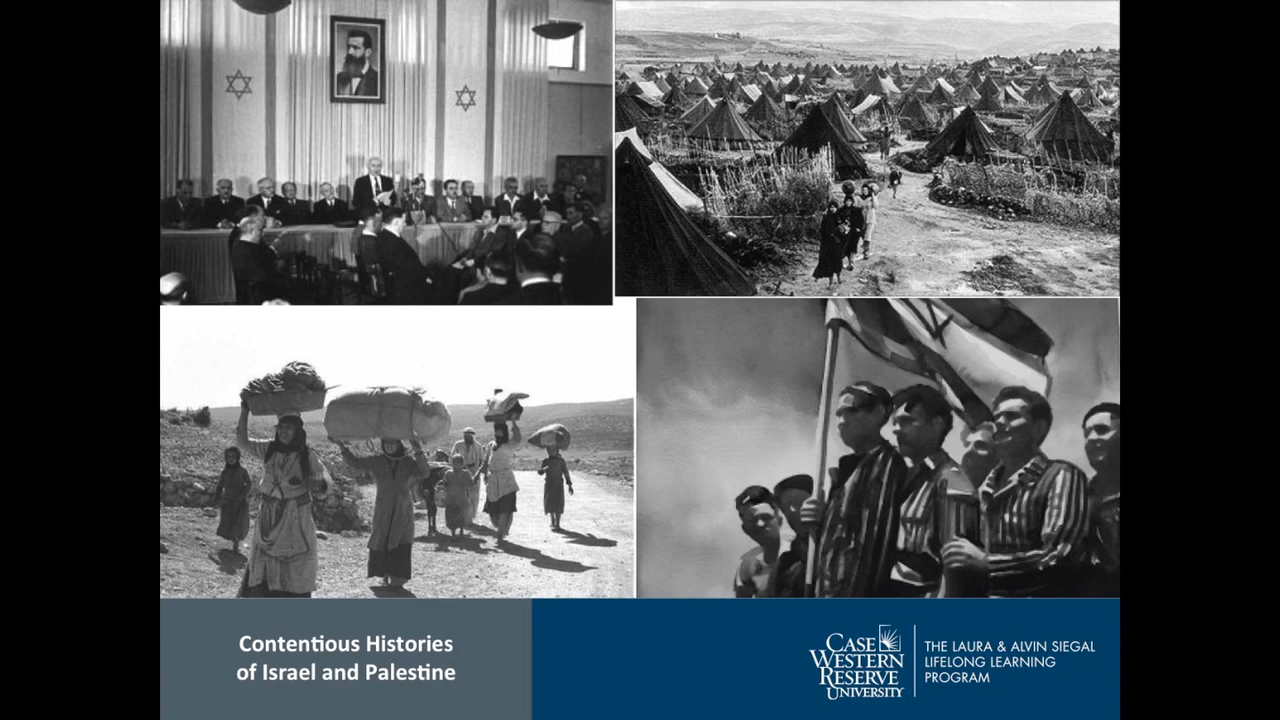 Contentious Histories
of Israel and Palestine
CASE
WESTERN
RESERVE
UNIVERSITY
THE LAURA & ALVIN SIEGAL
LIFELONG LEARNING
PROGRAM